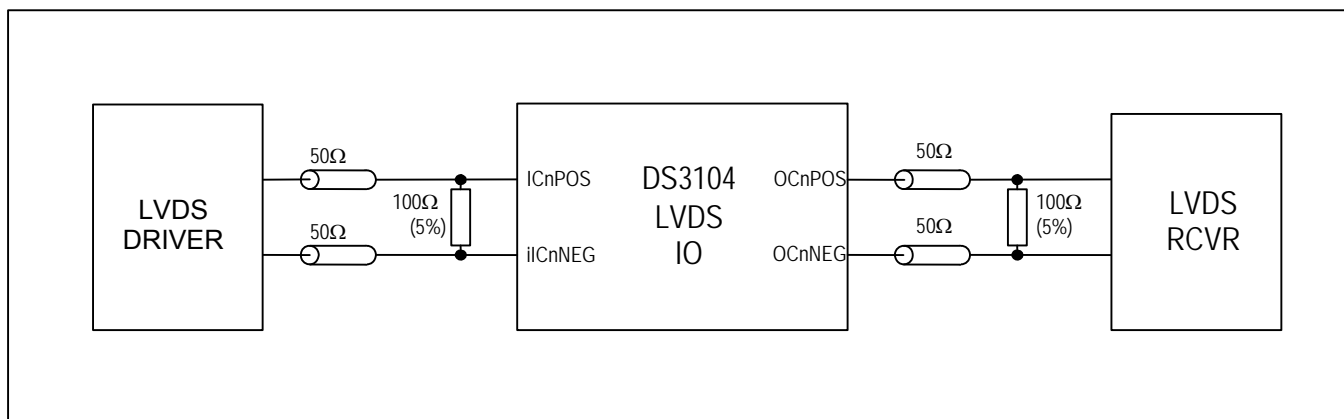 LVDS
DRIVER
50Ω
50Ω
100Ω
(5%)
ICnPOS
iICnNEG
DS3104
LVDS
IO
OCnPOS
OCnNEG
50Ω
50Ω
100Ω
(5%)
LVDS
RCVR